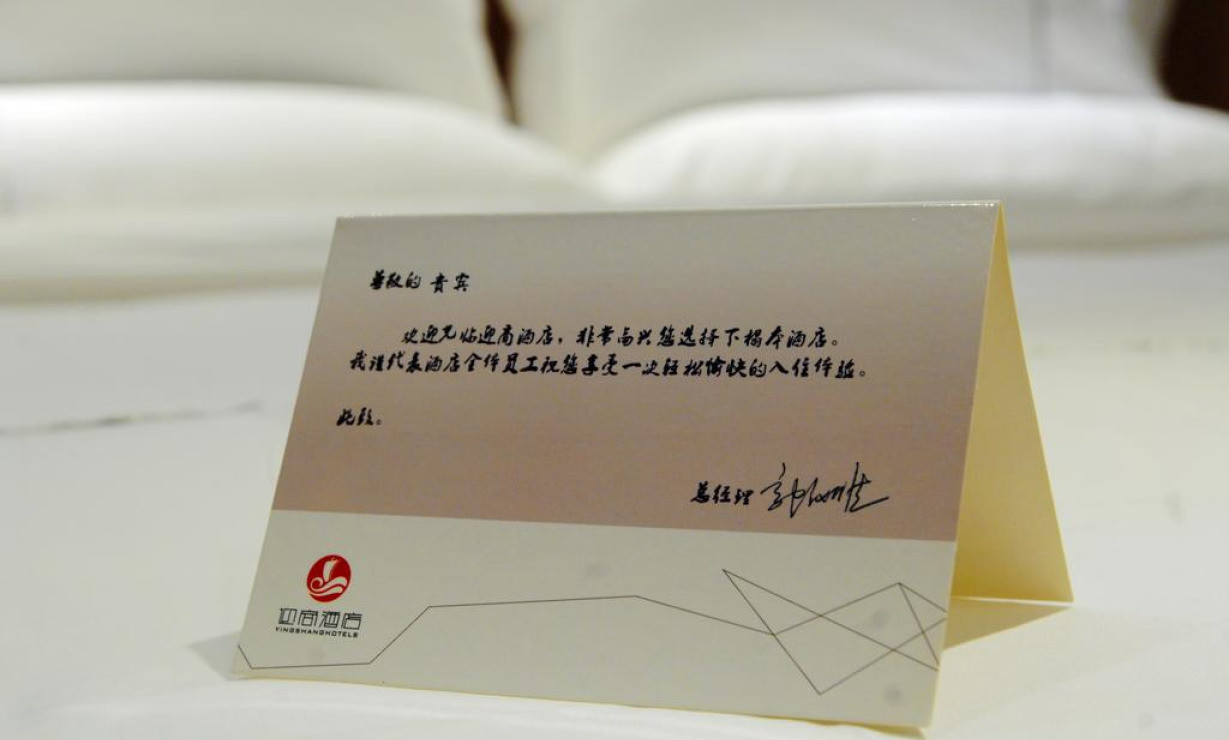 尊敬的 贵宾
欢迎光临迎商酒店，非常高兴您选择下榻本酒店。
我谨代表酒店全体员工祝您享受一次轻松愉快的入住体验。
此致。
总经理
迎商酒店
YINGSHANGHOTELS